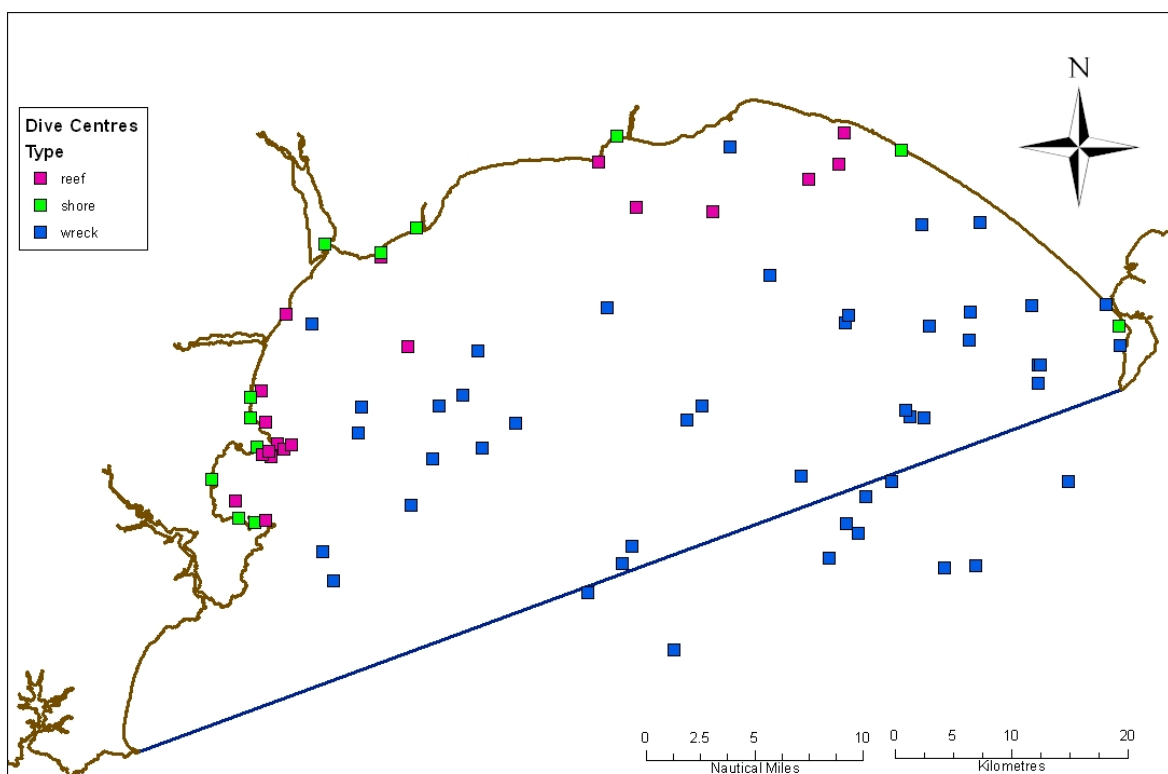 N
Dive Centres
Type
reef
shore
wreck
0 2.5 5 10
Nautical Miles
0 5 10 20
Kilometres